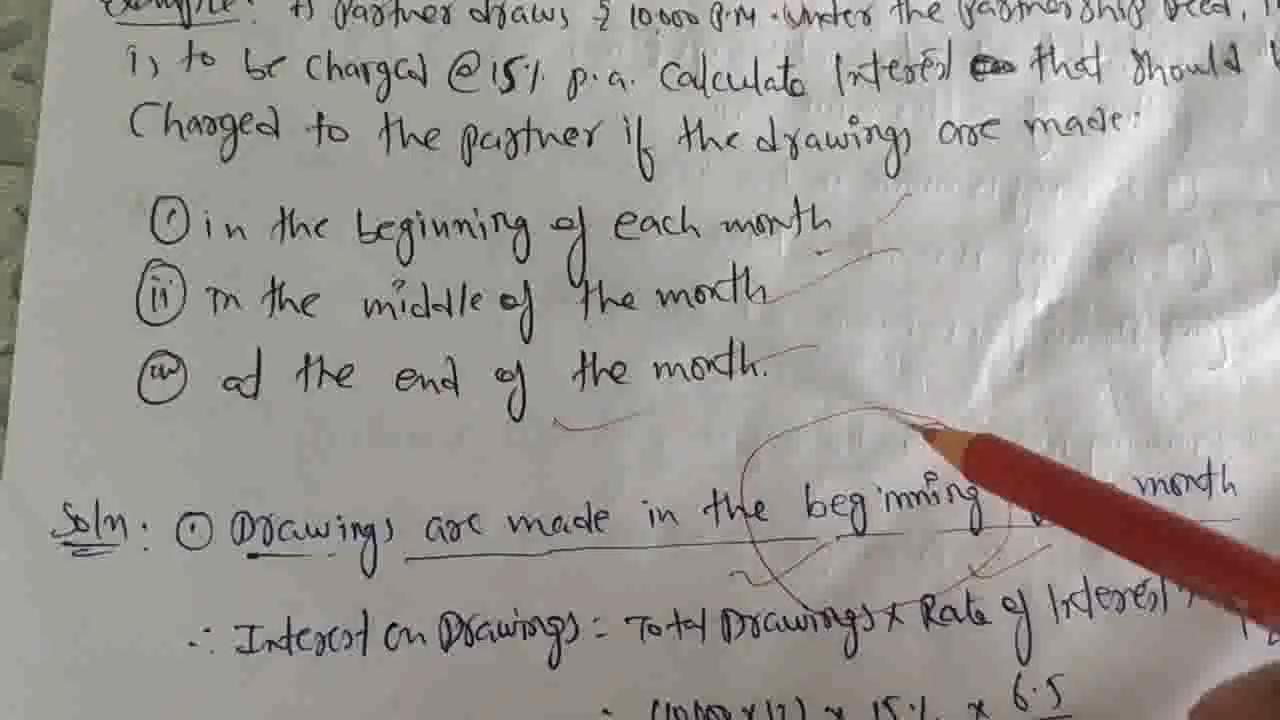 Example: A partner draws ₹ 10,000 P.M. Under the partnership Deed,
is to be charged @ 15% p.a. calculate Interest that should
Charged to the partner if the drawings are made:
(i) in the beginning of each month
(ii) in the middle of the month
(iii) at the end of the month.
Soln: (i) Drawings are made in the beginning month
∴ Interest on Drawings = Total Drawings × Rate of Interest ×
= (10,000 × 12) × 15% × 6.5